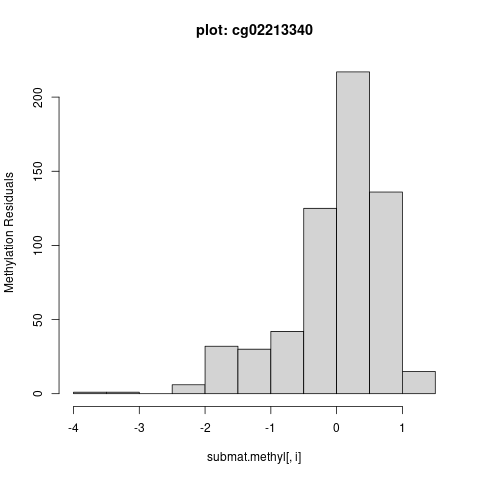 plot: cg02213340
Methylation Residuals
200
150
100
50
0
-4 -3 -2 -1 0 1
submat.methyl[, i]